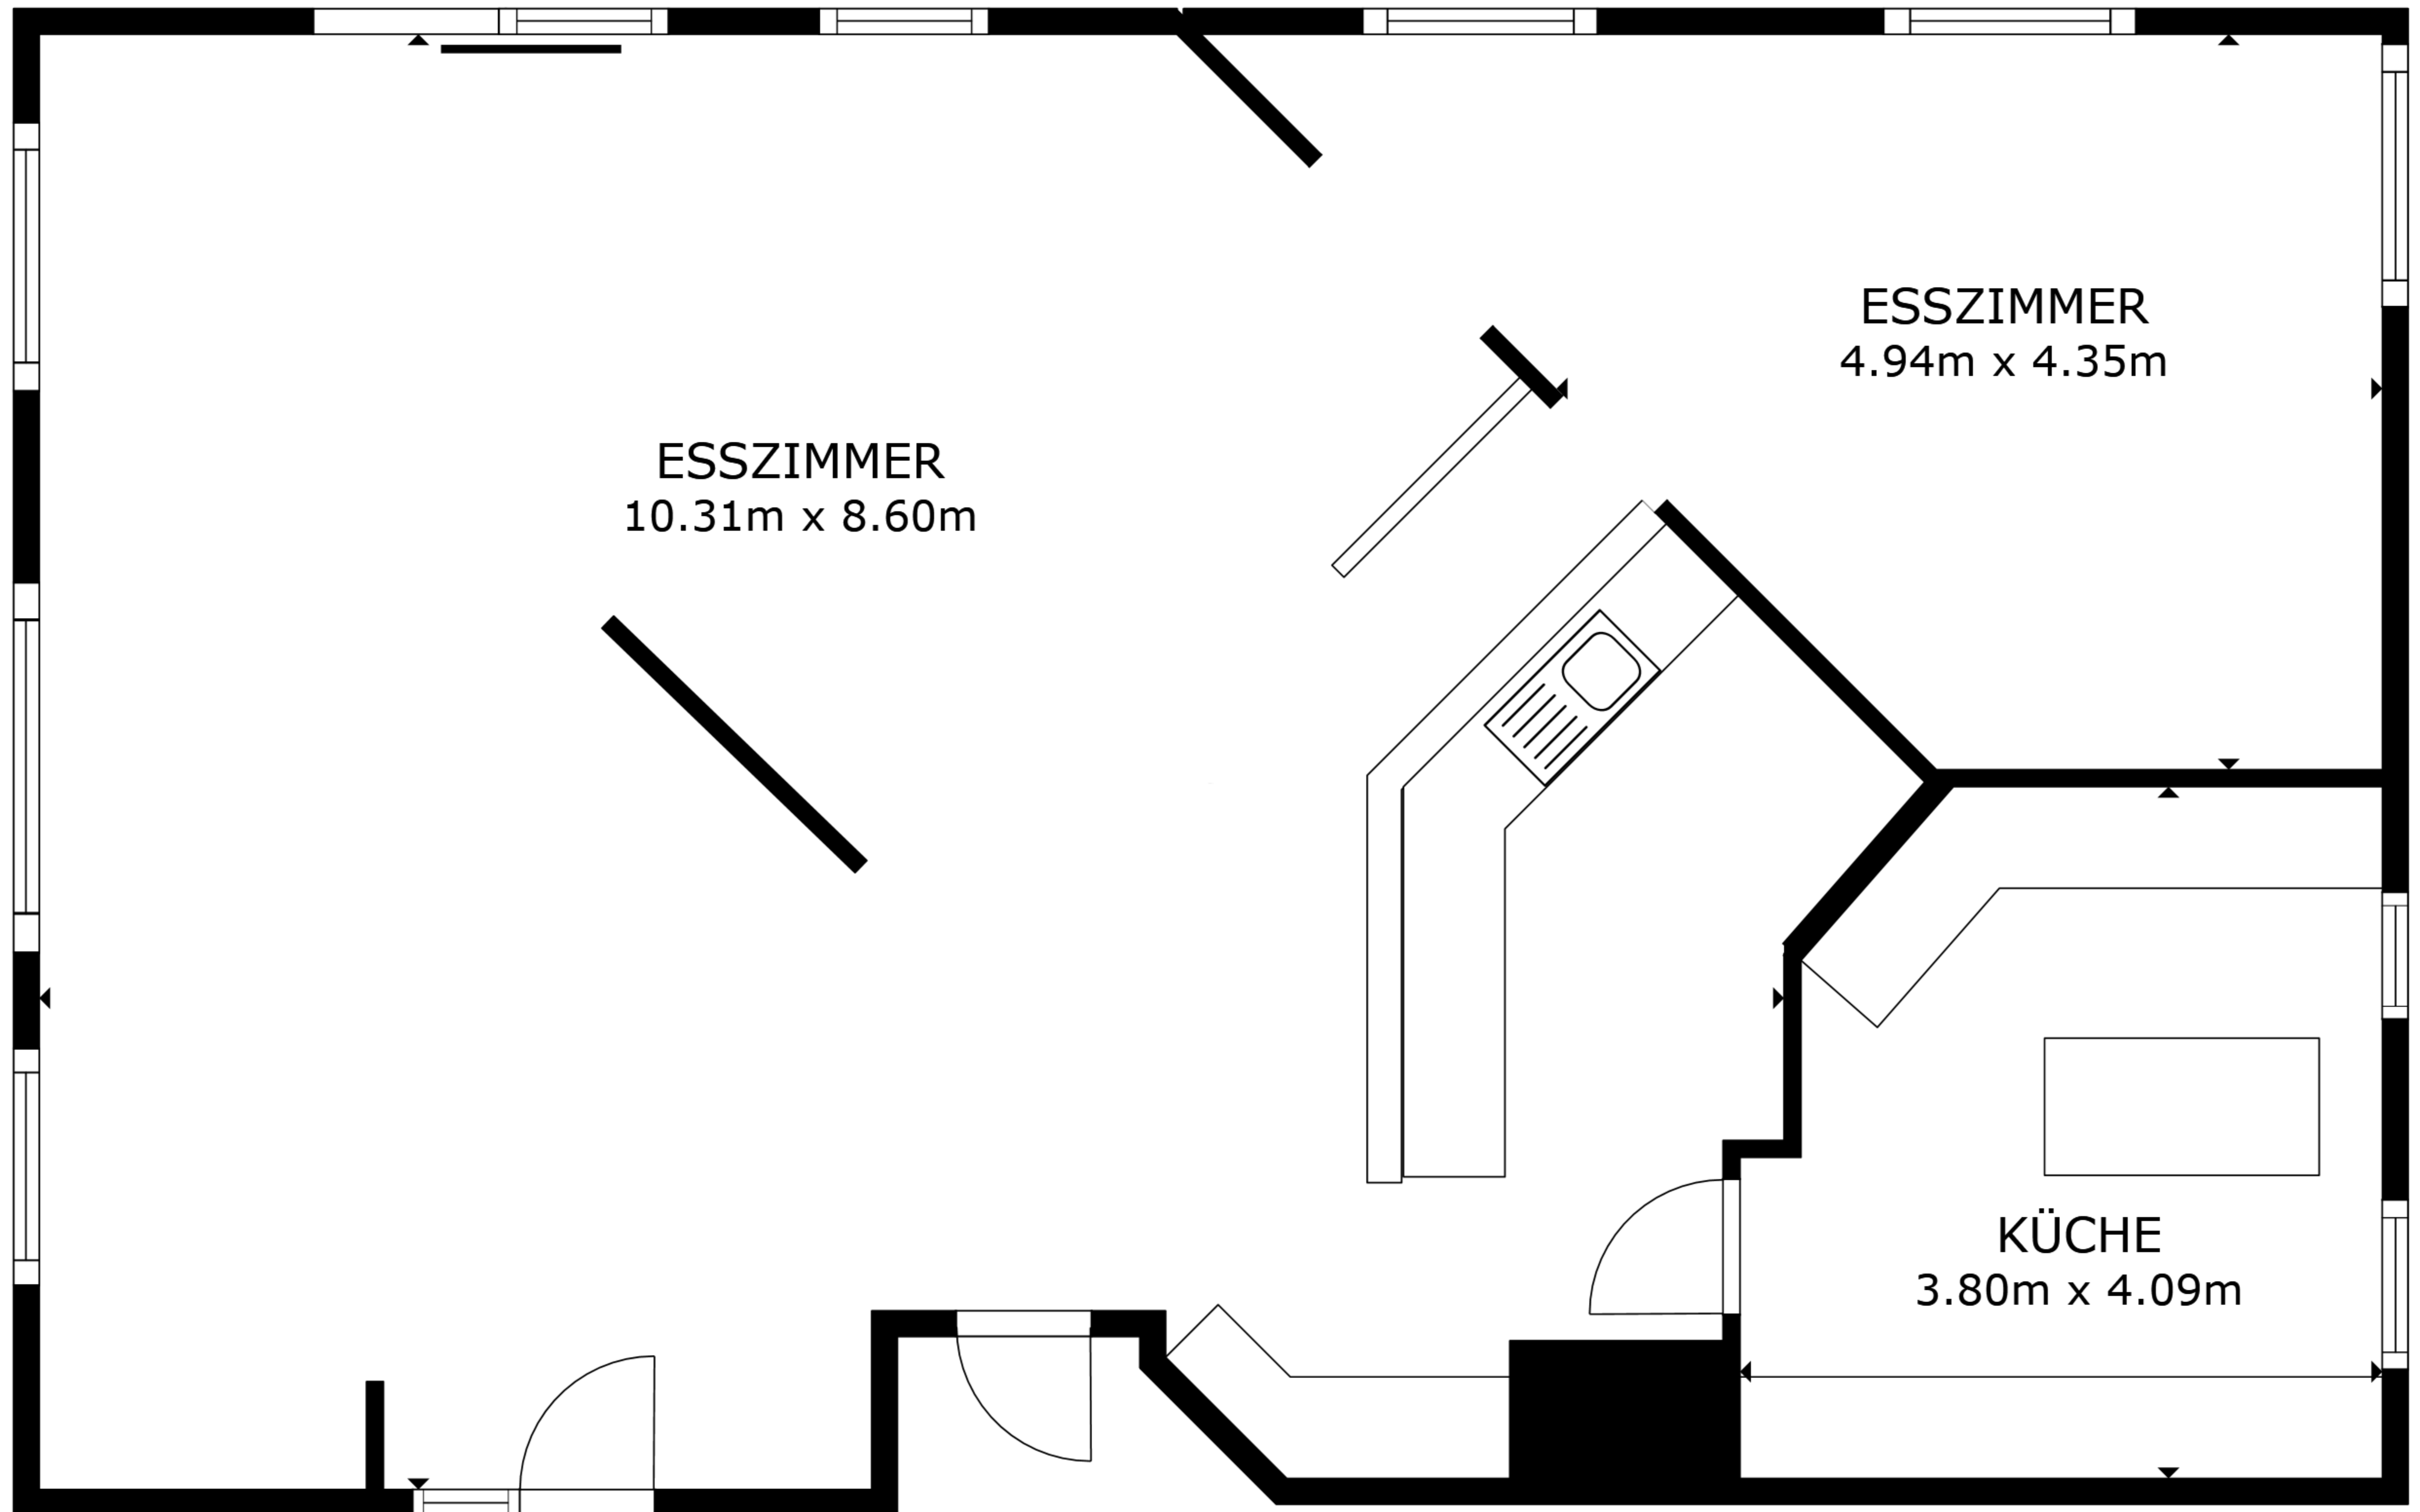 ESSZIMMER
4.94m x 4.35m
ESSZIMMER
10.31m x 8.60m
KÜCHE
3.80m x 4.09m